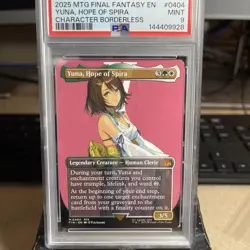 2025 MTG FINAL FANTASY EN #0404
YUNA, HOPE OF SPIRA MINT
CHARACTER BORDERLESS 9
PSA 144409928
Yuna, Hope of Spira 3
Legendary Creature — Human Cleric
During your turn, Yuna and
enchantment creatures you control
have trample, lifelink, and ward 2.
At the beginning of your end step,
return up to one target enchantment
card from your graveyard to the
battlefield with a finality counter on it.
3/5